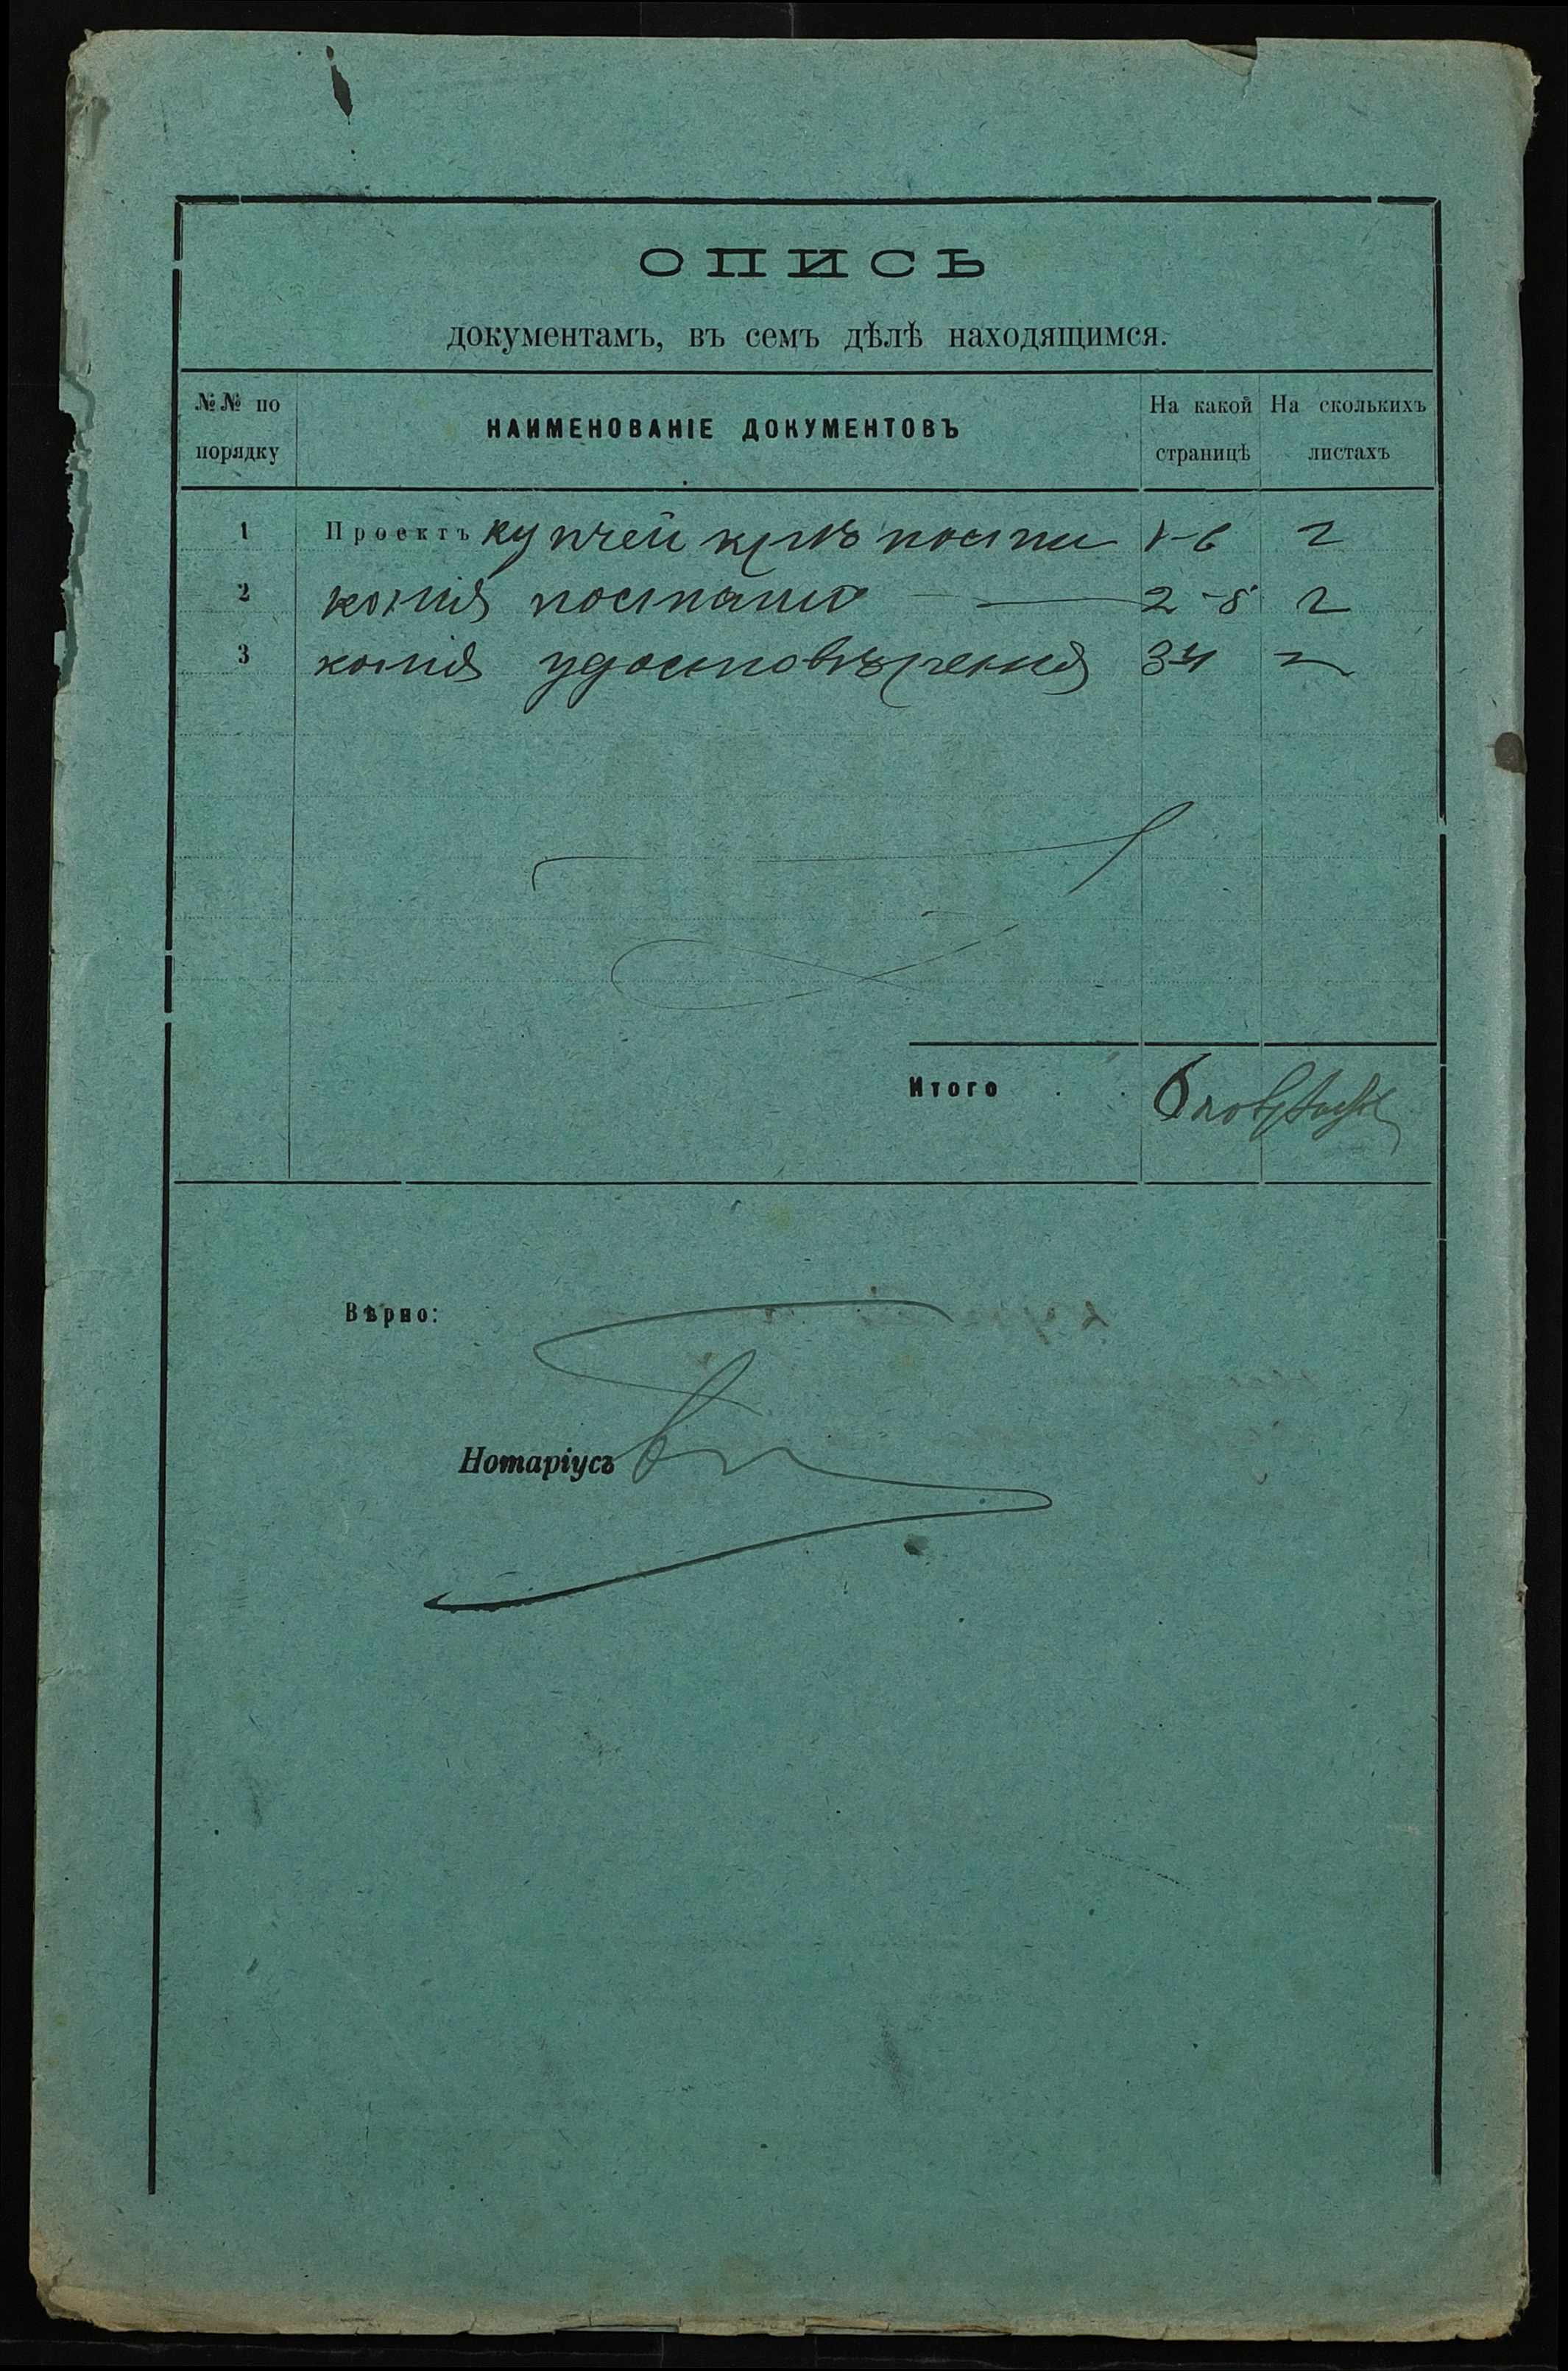 ОПИСЬ
документамъ, въ семъ дѣлѣ находящимся.
№№ по порядку
НАИМЕНОВАНІЕ ДОКУМЕНТОВЪ
На какой страницѣ
На сколькихъ листахъ
1 Проектъ купчей крѣпости 1-6 2
2 копія 2-5 2
3 копія удостовѣренія 3-4 2
Итого 6
Вѣрно:
Нотаріусъ